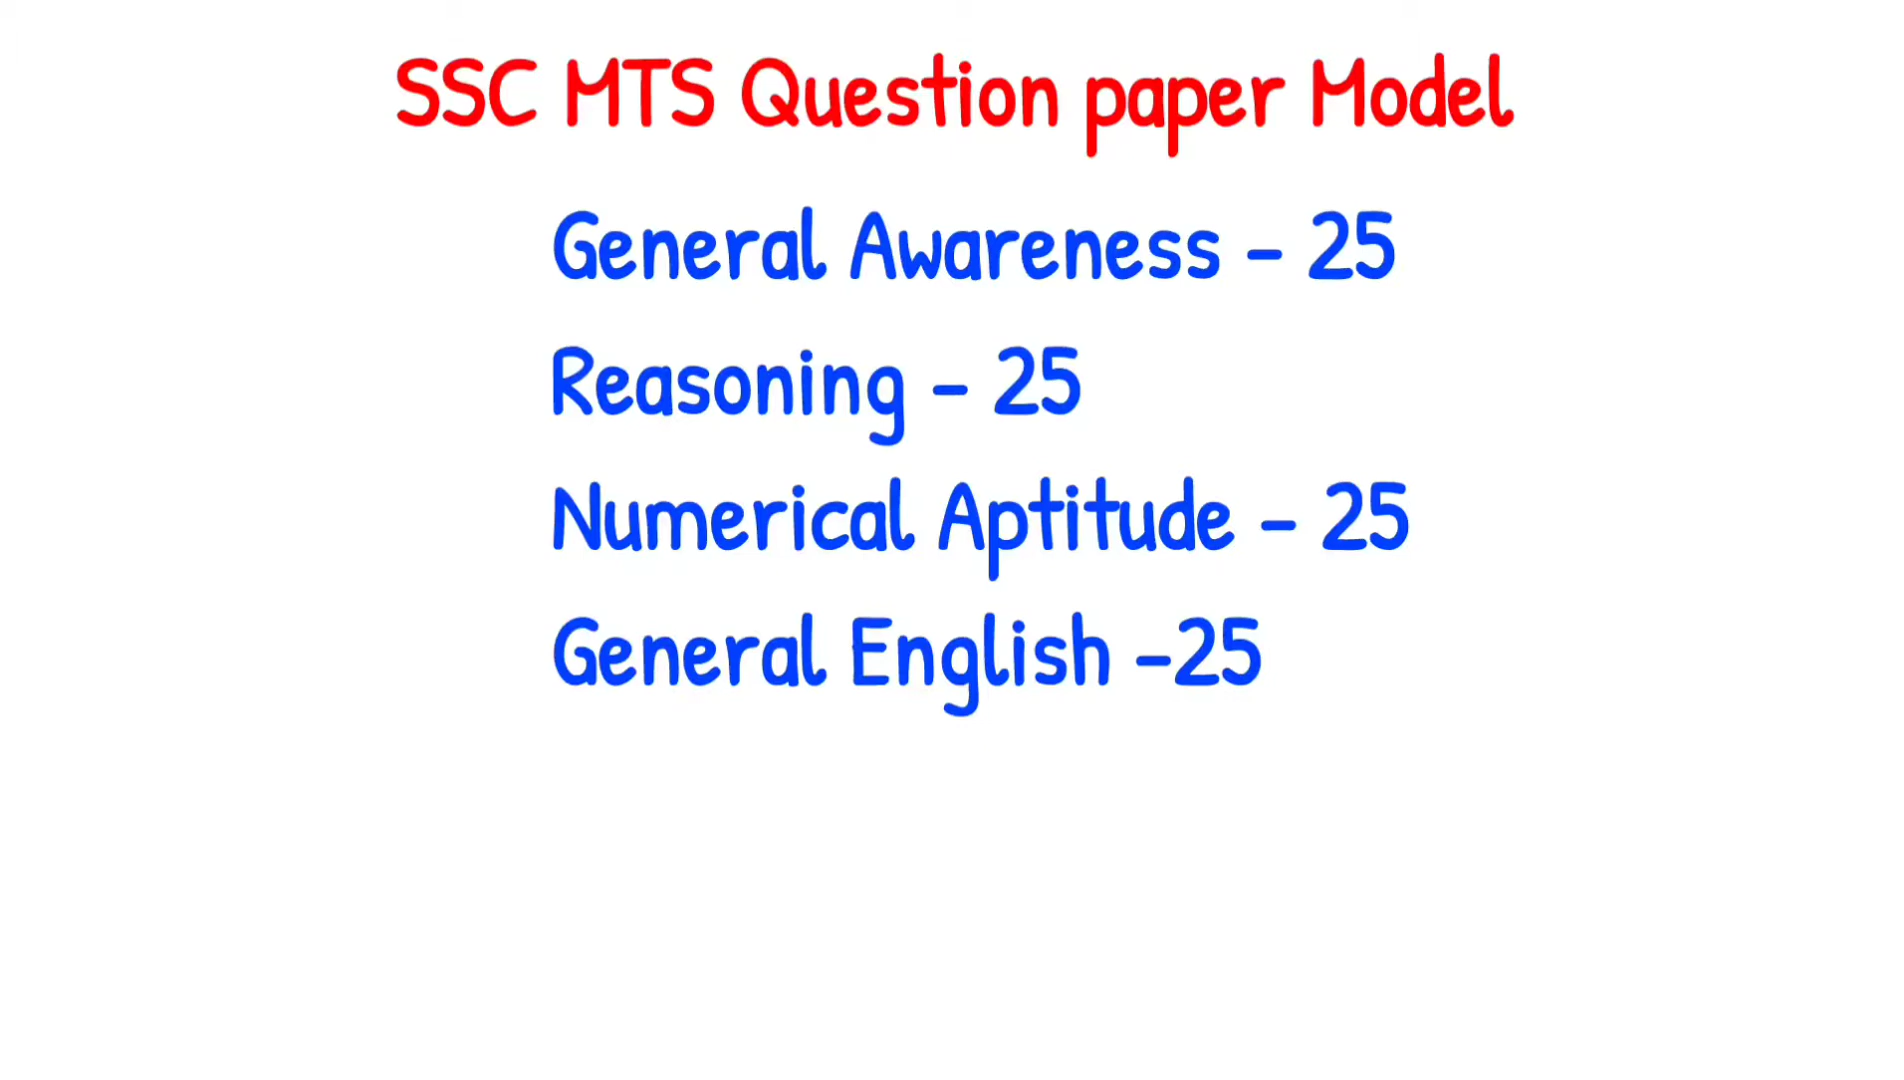 SSC MTS Question paper Model
General Awareness - 25
Reasoning - 25
Numerical Aptitude - 25
General English -25